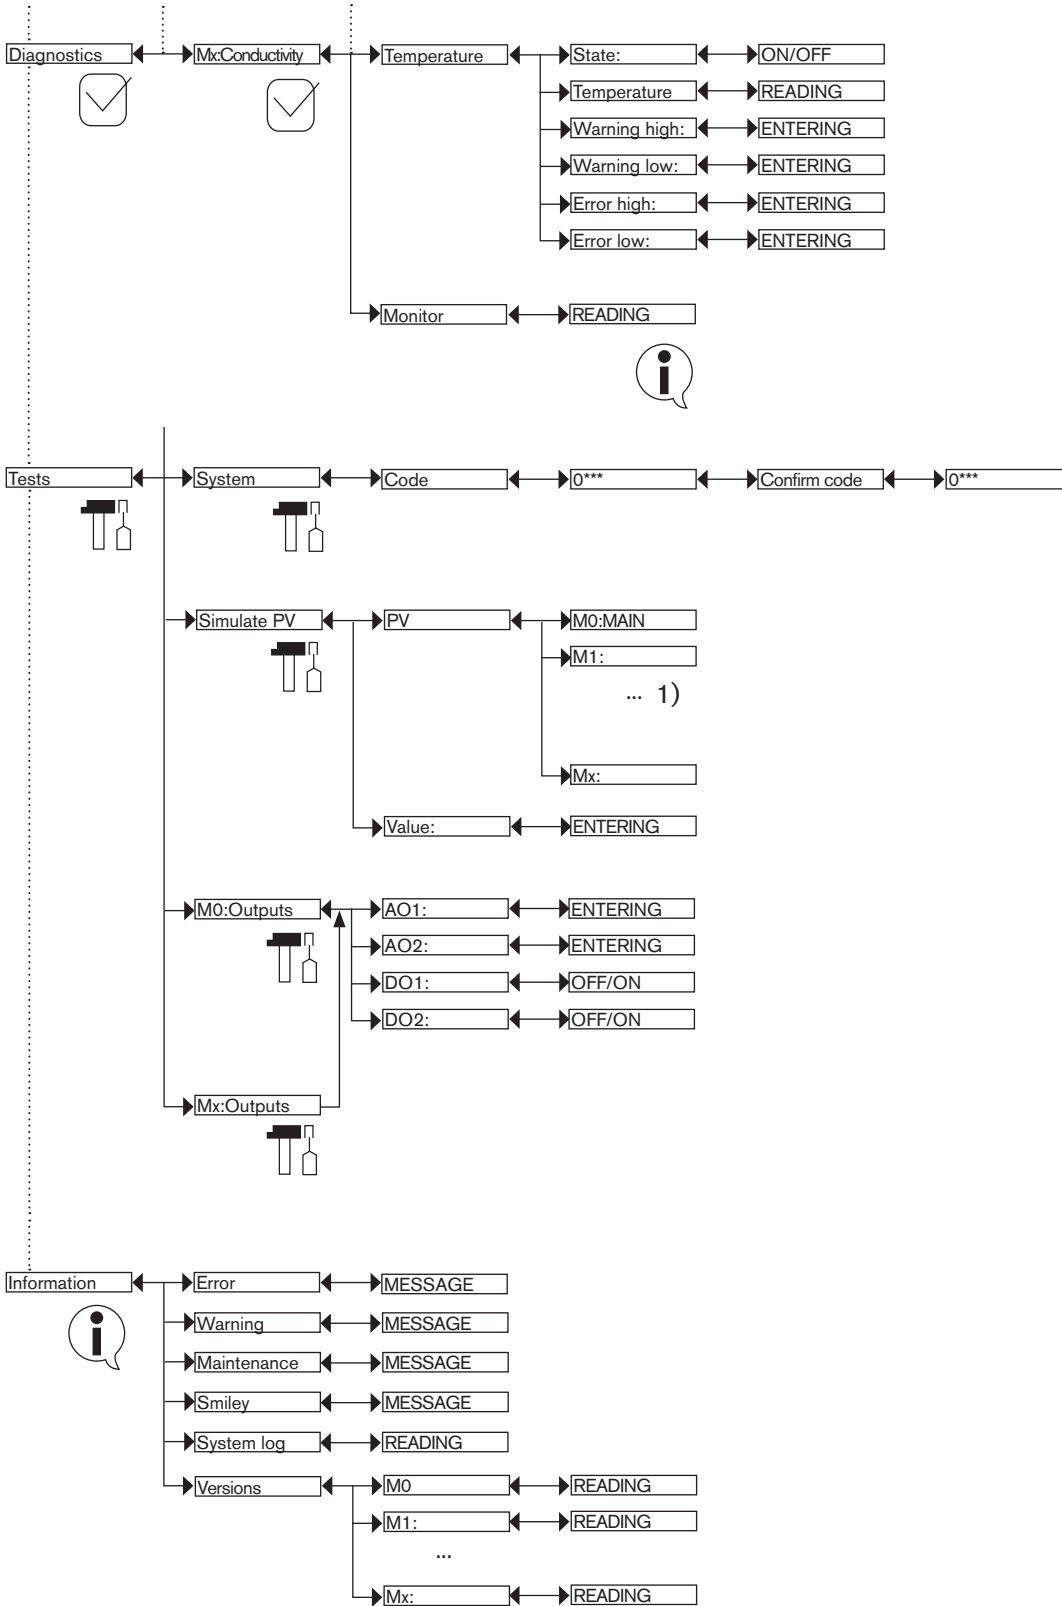 Diagnostics Mx:Conductivity Temperature State: ON/OFF
Temperature READING
Warning high: ENTERING
Warning low: ENTERING
Error high: ENTERING
Error low: ENTERING
Monitor READING
i
Tests System Code 0*** Confirm code 0***
Simulate PV PV M0:MAIN
M1:
... 1)
Mx:
Value: ENTERING
M0:Outputs AO1: ENTERING
AO2: ENTERING
DO1: OFF/ON
DO2: OFF/ON
Mx:Outputs
Information Error MESSAGE
i
Warning MESSAGE
Maintenance MESSAGE
Smiley MESSAGE
System log READING
Versions M0 READING
M1: READING
...
Mx: READING